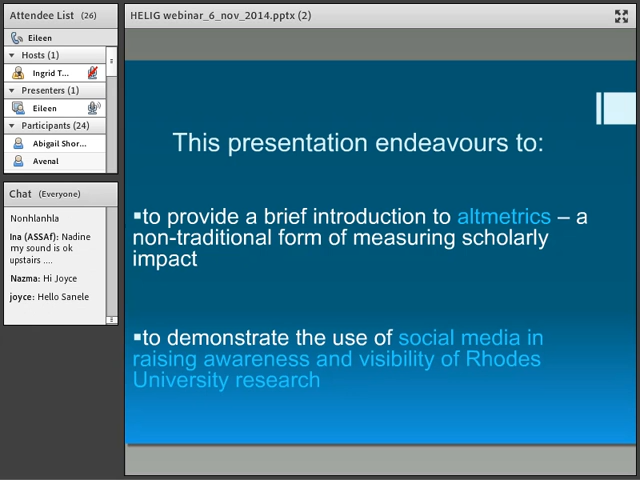 Attendee List (26)
Eileen
Hosts (1)
Ingrid T...
Presenters (1)
Eileen
Participants (24)
Abigail Shor...
Avenal
Chat (Everyone)
Nonhlanhla
Ina (ASSAf): Nadine
my sound is ok
upstairs ....
Nazma: Hi Joyce
joyce: Hello Sanele
HELIG webinar_6_nov_2014.pptx (2)
This presentation endeavours to:
▪to provide a brief introduction to altmetrics – a
non-traditional form of measuring scholarly
impact
▪to demonstrate the use of social media in
raising awareness and visibility of Rhodes
University research